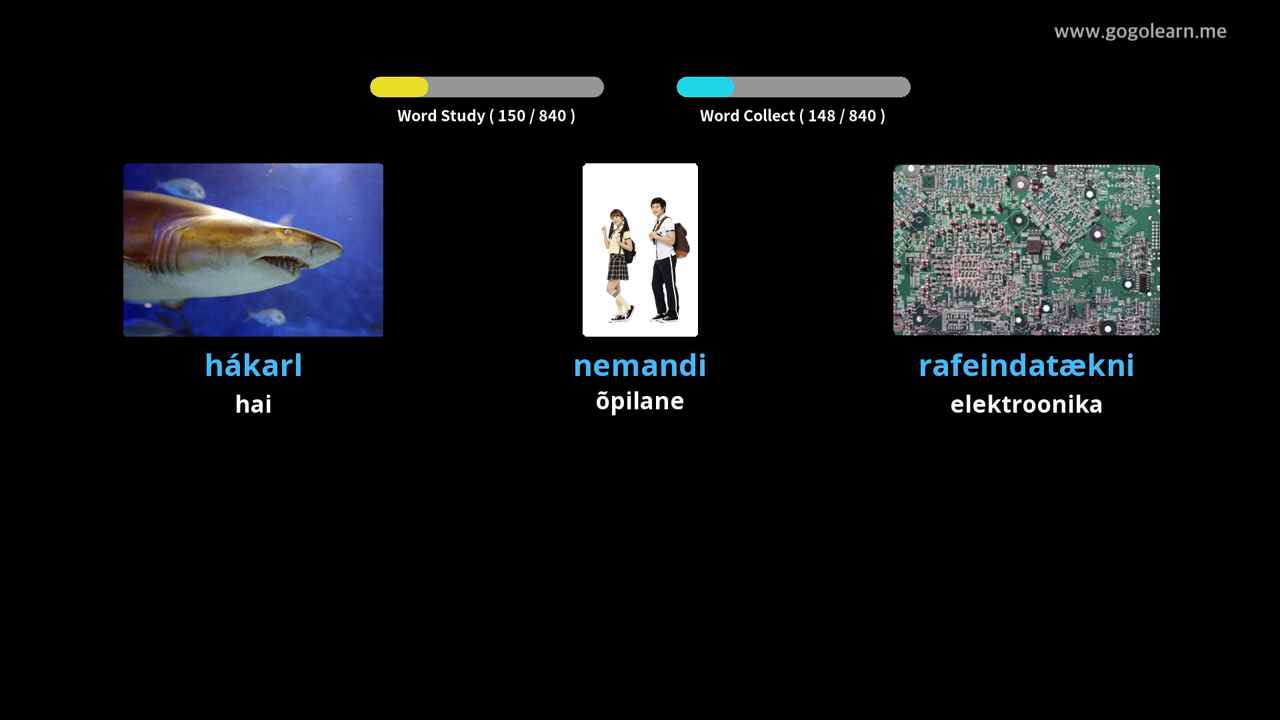 www.gogolearn.me
Word Study ( 150 / 840 )
Word Collect ( 148 / 840 )
hákarl
hai
nemandi
õpilane
rafeindatækni
elektroonika